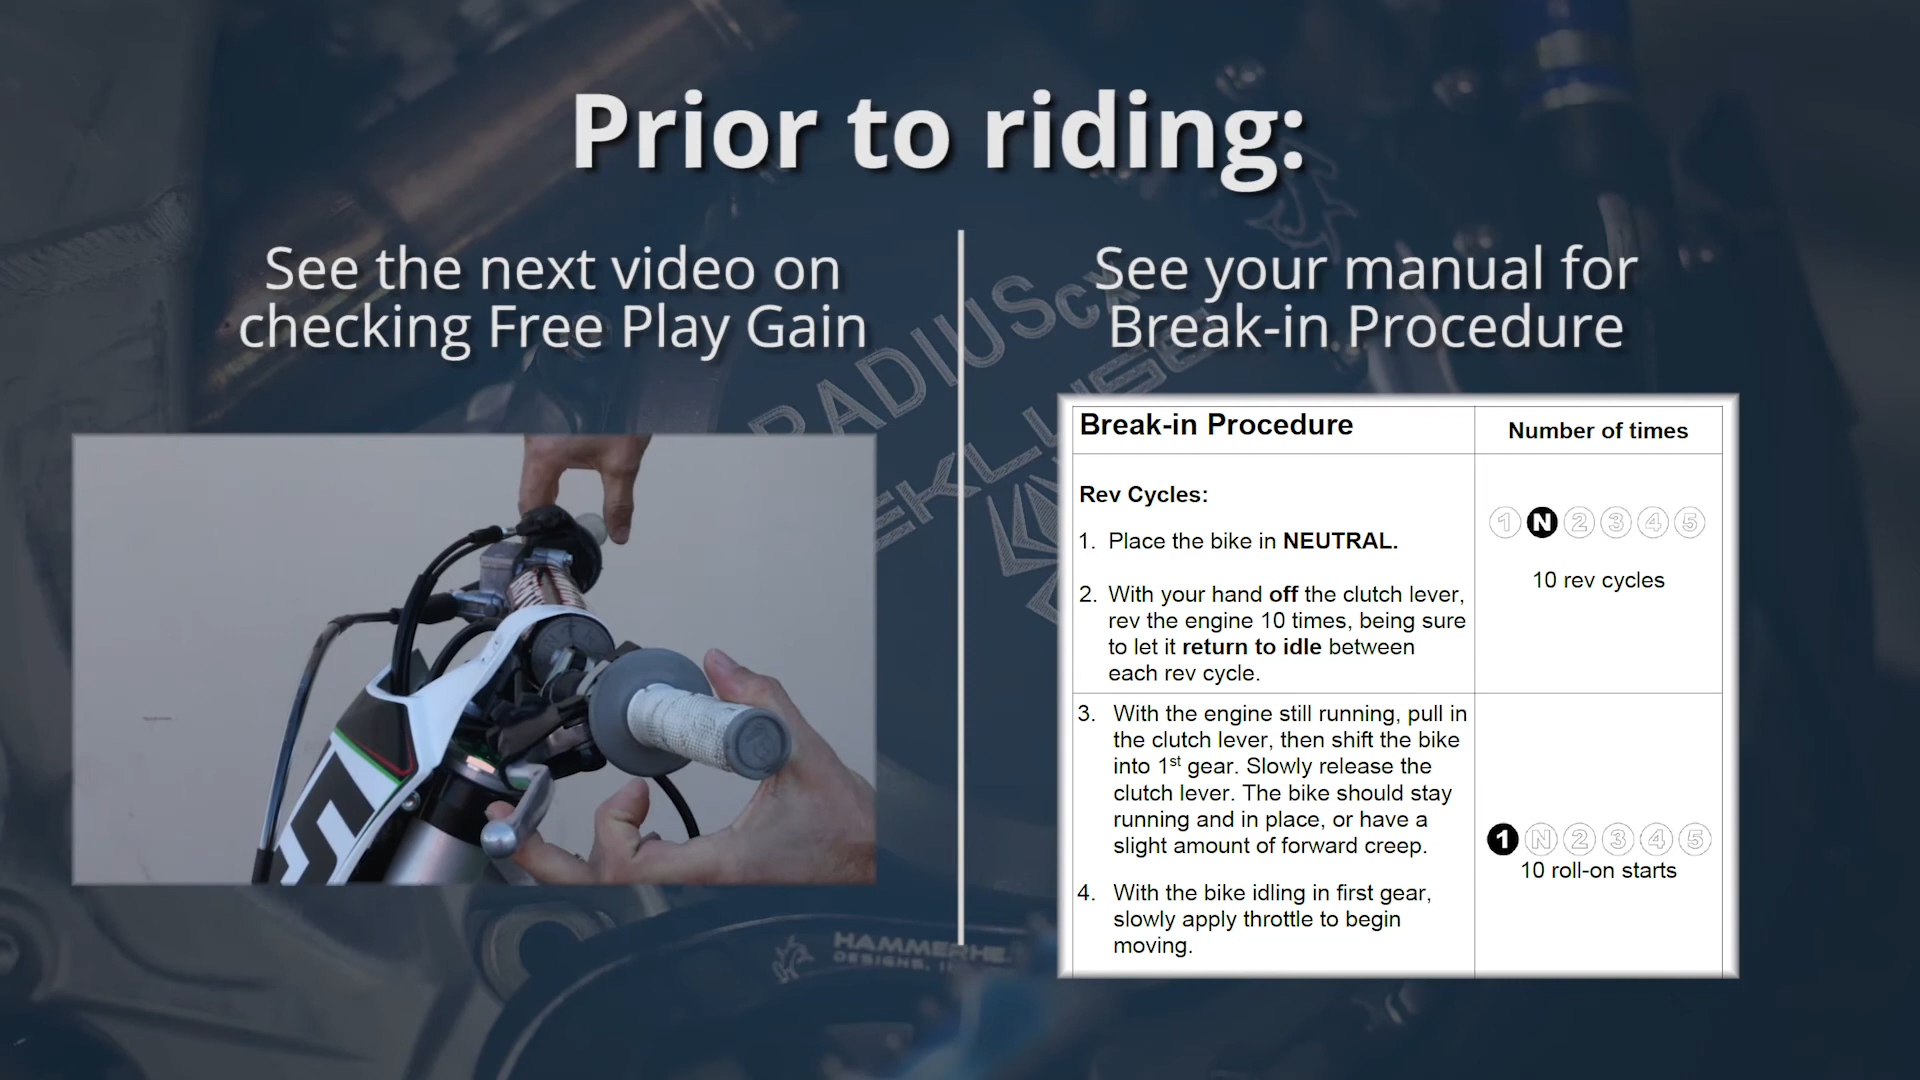 Prior to riding:
See the next video on
checking Free Play Gain
See your manual for
Break-in Procedure
RADIUSCX
REKLUSE
Break-in Procedure
Number of times
Rev Cycles:
1. Place the bike in NEUTRAL.
2. With your hand off the clutch lever,
rev the engine 10 times, being sure
to let it return to idle between
each rev cycle.
1 N 2 3 4 5
10 rev cycles
3. With the engine still running, pull in
the clutch lever, then shift the bike
into 1st gear. Slowly release the
clutch lever. The bike should stay
running and in place, or have a
slight amount of forward creep.
4. With the bike idling in first gear,
slowly apply throttle to begin
moving.
1 N 2 3 4 5
10 roll-on starts
DESIGNS,